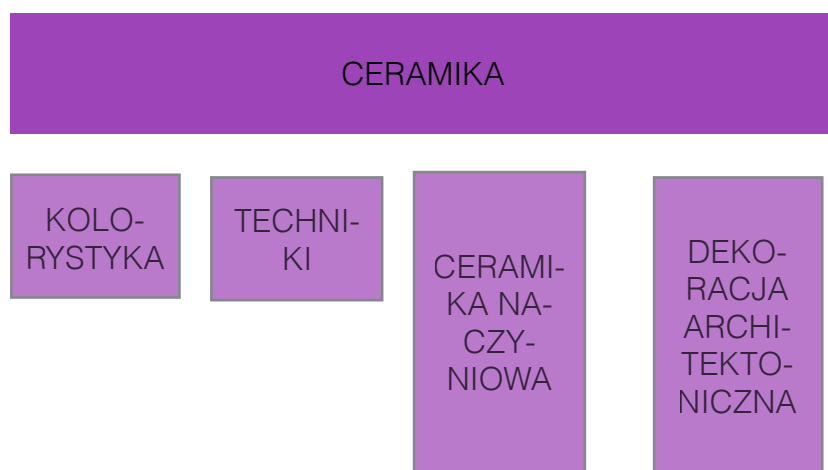 CERAMIKA
KOLO-
RYSTYKA
TECHNI-
KI
CERAMI-
KA NA-
CZY-
NIOWA
DEKO-
RACJA
ARCHI-
TEKTO-
NICZNA